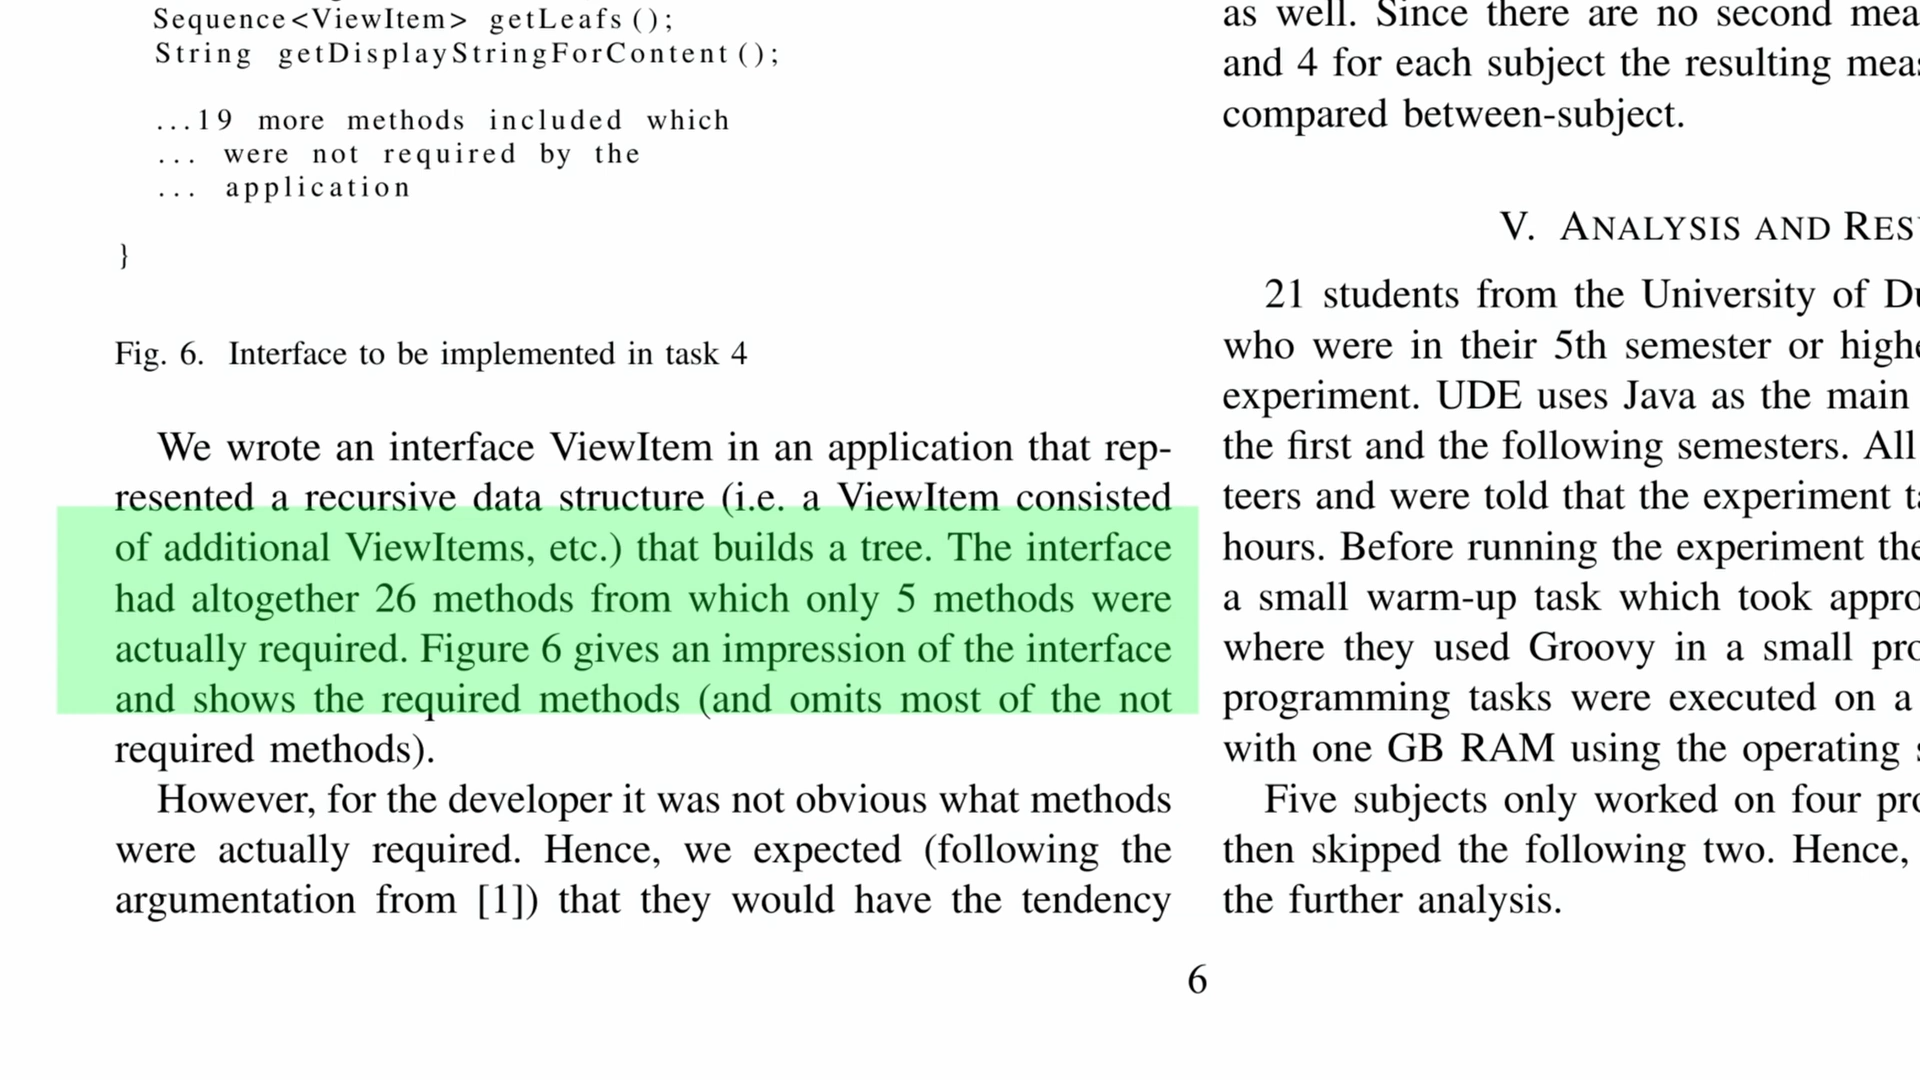 Sequence<ViewItem> getLeafs();
String getDisplayStringForContent();
...19 more methods included which
... were not required by the
... application
}
Fig. 6. Interface to be implemented in task 4
We wrote an interface ViewItem in an application that rep-
resented a recursive data structure (i.e. a ViewItem consisted
of additional ViewItems, etc.) that builds a tree. The interface
had altogether 26 methods from which only 5 methods were
actually required. Figure 6 gives an impression of the interface
and shows the required methods (and omits most of the not
required methods).
However, for the developer it was not obvious what methods
were actually required. Hence, we expected (following the
argumentation from [1]) that they would have the tendency
as well. Since there are no second
and 4 for each subject the resulting
compared between-subject.
V. ANALYSIS AND
21 students from the University of
who were in their 5th semester or
experiment. UDE uses Java as the main
the first and the following semesters. All
teers and were told that the experiment
hours. Before running the experiment
a small warm-up task which took
where they used Groovy in a small
programming tasks were executed on a
with one GB RAM using the operating
Five subjects only worked on four
then skipped the following two. Hence,
the further analysis.
6